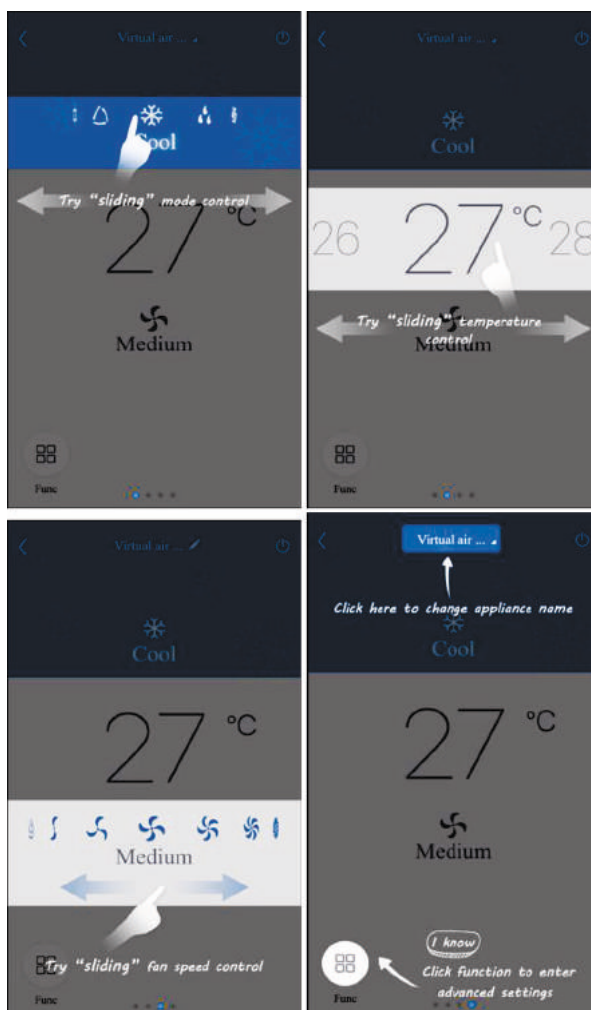 Virtual air ...
Cool
Try “sliding” mode control
27 °C
Medium
Func
Virtual air ...
Cool
26 27 °C 28
Try “sliding” temperature
control
Medium
Func
Virtual air ...
Cool
27 °C
Medium
Try “sliding” fan speed control
Func
Virtual air ...
Click here to change appliance name
Cool
27 °C
Medium
I know
Click function to enter
advanced settings
Func